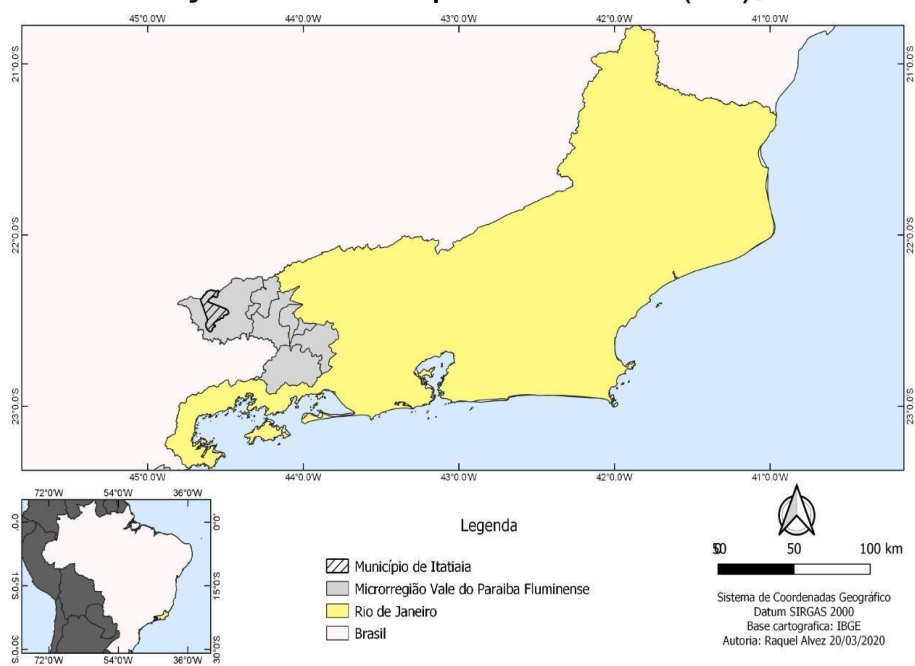 45°0.0'W 44°0.0'W 43°0.0'W 42°0.0'W 41°0.0'W
21°0.0'S 21°0.0'S
22°0.0'S 22°0.0'S
23°0.0'S 23°0.0'S
45°0.0'W 44°0.0'W 43°0.0'W 42°0.0'W 41°0.0'W
72°0'W 54°0'W 36°0'W
0°0' 0°0'
15°0'S 15°0'S
30°0'S 30°0'S
72°0'W 54°0'W 36°0'W
Legenda
Município de Itatiaia
Microrregião Vale do Paraiba Fluminense
Rio de Janeiro
Brasil
50 100 km
Sistema de Coordenadas Geográfico
Datum SIRGAS 2000
Base cartografia: IBGE
Autoria: Raquel Alvez 20/03/2020